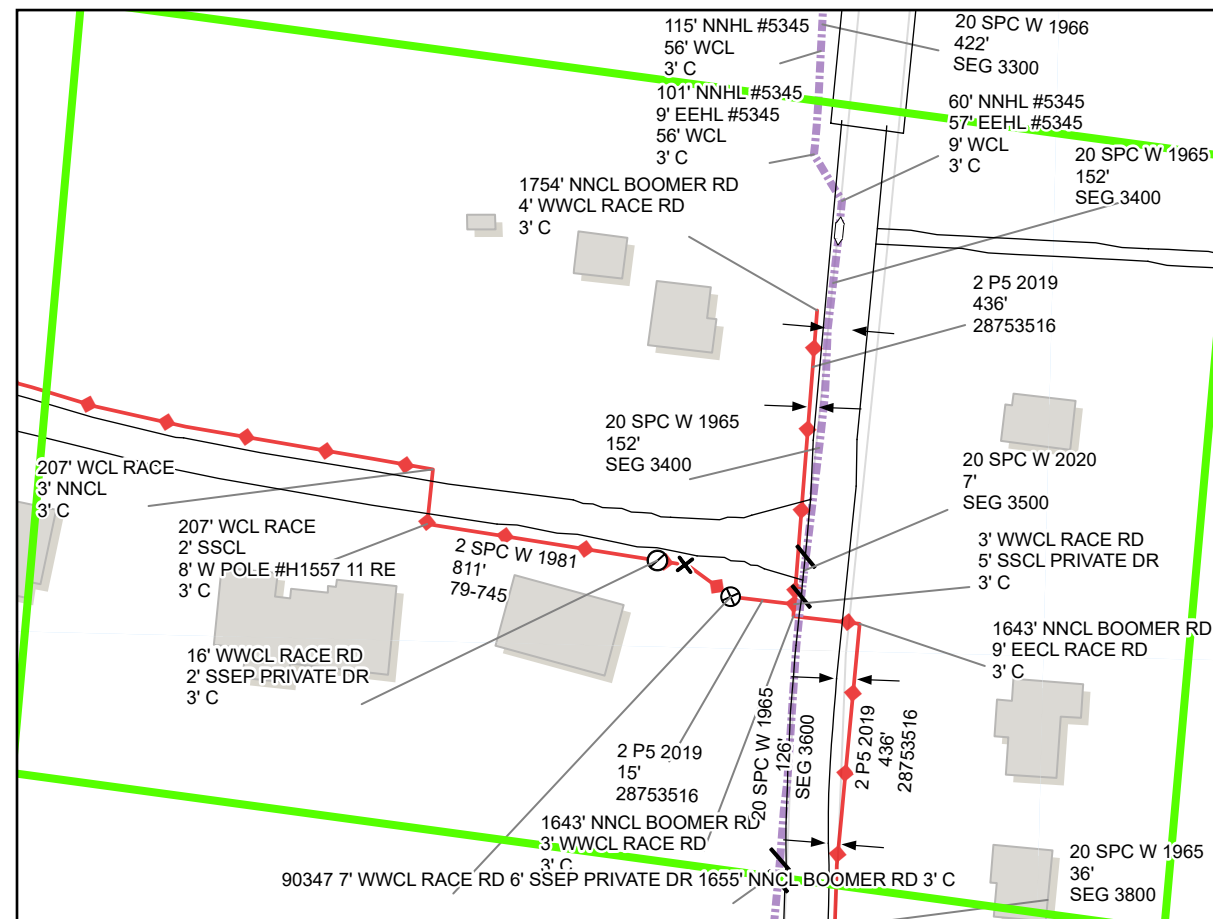 115' NNHL #5345
56' WCL
3' C
101' NNHL #5345
9' EEHL #5345
56' WCL
3' C
20 SPC W 1966
422'
SEG 3300
60' NNHL #5345
57' EEHL #5345
9' WCL
3' C
20 SPC W 1965
152'
SEG 3400
1754' NNCL BOOMER RD
4' WWCL RACE RD
3' C
2 P5 2019
436'
28753516
20 SPC W 1965
152'
SEG 3400
20 SPC W 2020
7'
SEG 3500
207' WCL RACE
3' NNCL
3' C
207' WCL RACE
2' SSCL
8' W POLE #H1557 11 RE
3' C
2 SPC W 1981
811'
79-745
3' WWCL RACE RD
5' SSCL PRIVATE DR
3' C
1643' NNCL BOOMER RD
9' EECL RACE RD
3' C
16' WWCL RACE RD
2' SSEP PRIVATE DR
3' C
2 P5 2019
15'
28753516
20 SPC W 1965
126'
SEG 3600
2 P5 2019
436'
28753516
1643' NNCL BOOMER RD
3' WWCL RACE RD
3' C
90347 7' WWCL RACE RD 6' SSEP PRIVATE DR 1655' NNCL BOOMER RD 3' C
20 SPC W 1965
36'
SEG 3800